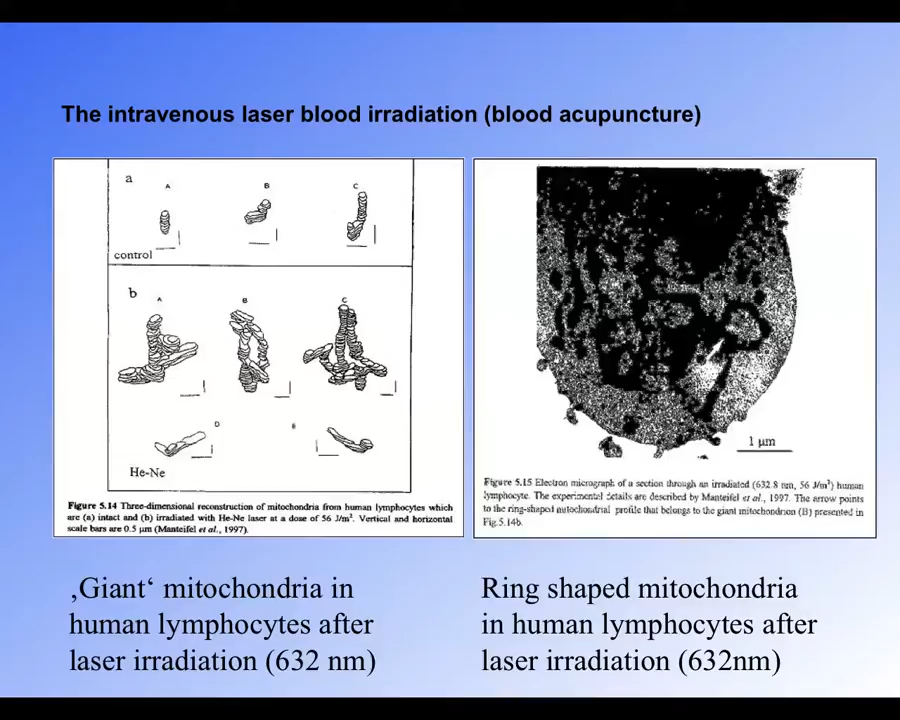 The intravenous laser blood irradiation (blood acupuncture)
a
A
B
C
control
b
A
B
C
D
E
He-Ne
Figure 5.14 Three-dimensional reconstruction of mitochondria from human lymphocytes which
are (a) intact and (b) irradiated with He-Ne laser at a dose of 56 J/m². Vertical and horizontal
scale bars are 0.5 μm (Manteifel et al., 1997).
1 μm
Figure 5.15 Electron micrograph of a section through an irradiated (632.8 nm, 56 J/m²) human
lymphocyte. The experimental details are described by Manteifel et al., 1997. The arrow points
to the ring-shaped mitochondrial profile that belongs to the giant mitochondrion (B) presented in
Fig.5.14b.
‚Giant‘ mitochondria in
human lymphocytes after
laser irradiation (632 nm)
Ring shaped mitochondria
in human lymphocytes after
laser irradiation (632nm)